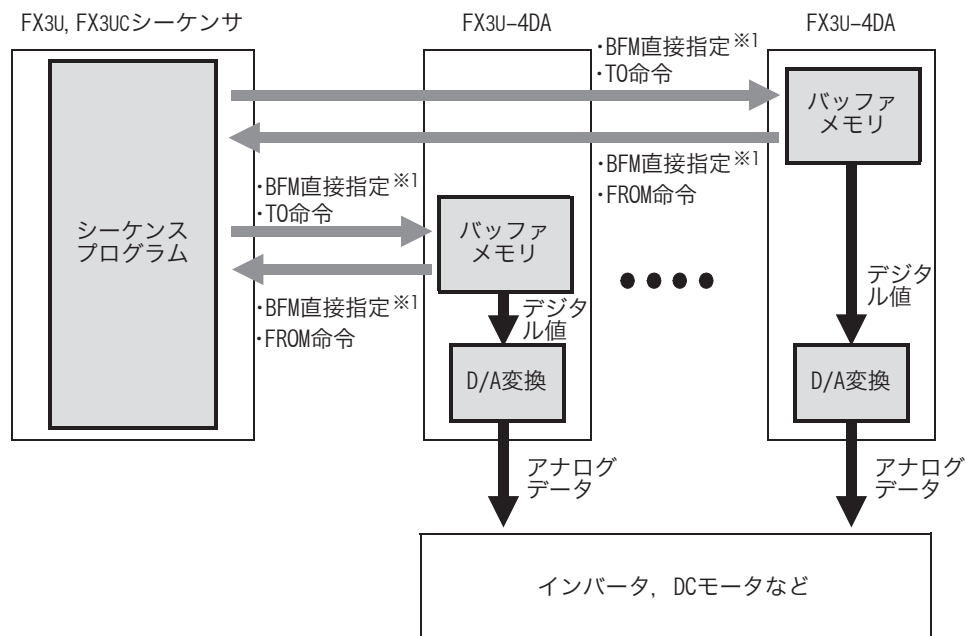 FX3U, FX3UCシーケンサ
FX3U-4DA
FX3U-4DA
・BFM直接指定※1
・TO命令
バッファ
メモリ
・BFM直接指定※1
・FROM命令
・BFM直接指定※1
・TO命令
シーケンス
プログラム
バッファ
メモリ
・BFM直接指定※1
・FROM命令
デジタ
ル値
デジタ
ル値
D/A変換
D/A変換
アナログ
データ
アナログ
データ
インバータ, DCモータなど